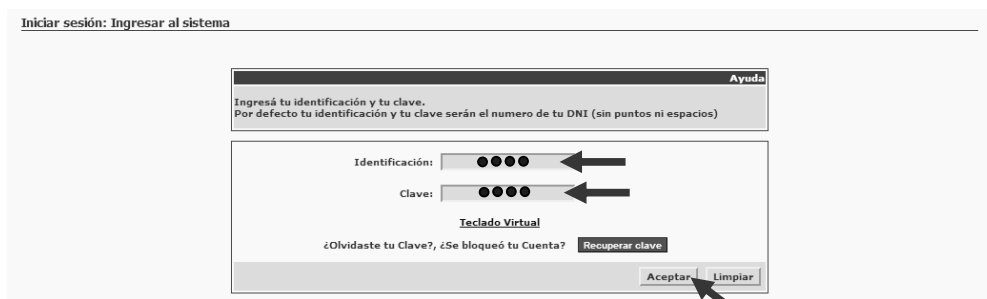 Iniciar sesión: Ingresar al sistema
Ayuda
Ingresá tu identificación y tu clave.
Por defecto tu identificación y tu clave serán el numero de tu DNI (sin puntos ni espacios)
Identificación:
Clave:
Teclado Virtual
¿Olvidaste tu Clave?, ¿Se bloqueó tu Cuenta? Recuperar clave
Aceptar Limpiar